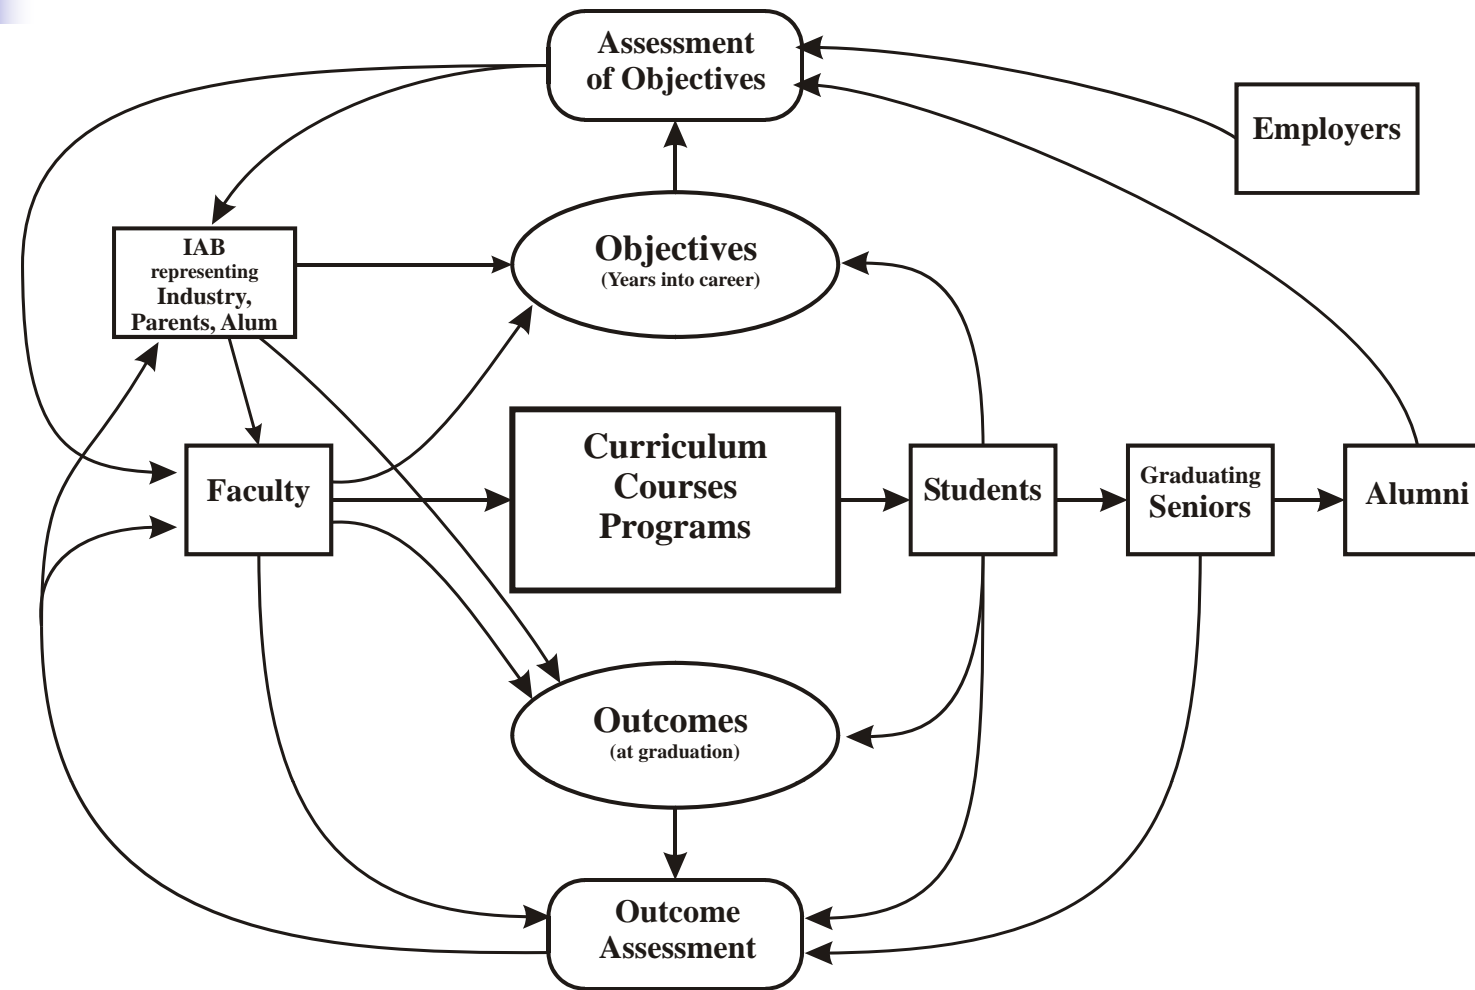 Assessment
of Objectives
Employers
IAB
representing
Industry,
Parents, Alum
Objectives
(Years into career)
Faculty
Curriculum
Courses
Programs
Students
Graduating
Seniors
Alumni
Outcomes
(at graduation)
Outcome
Assessment